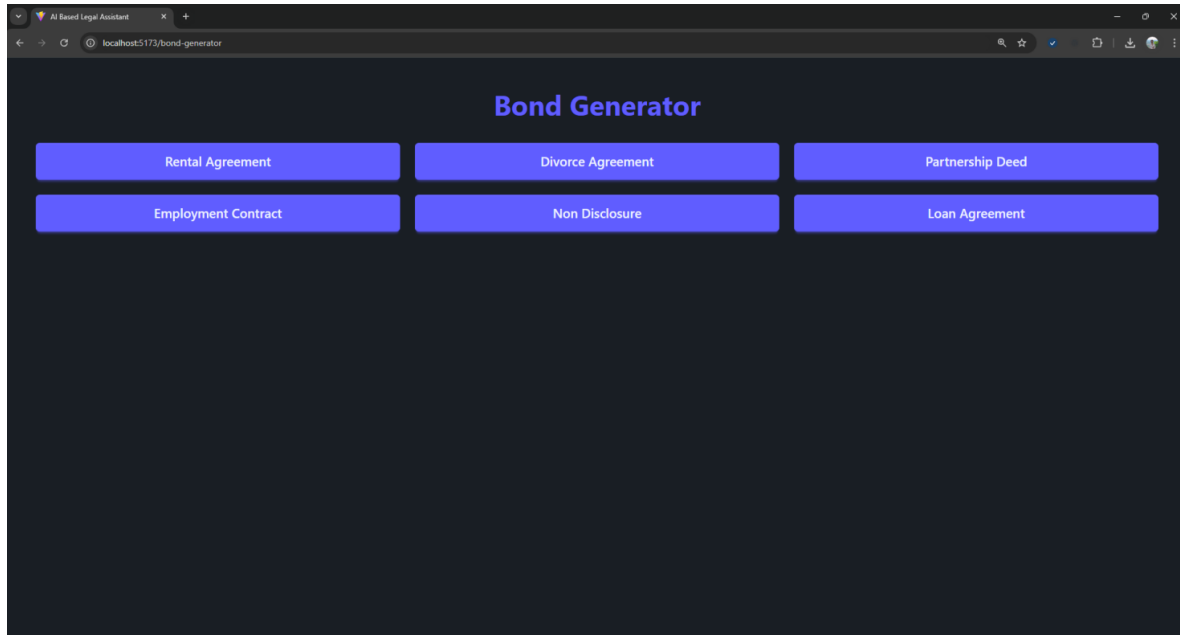 AI Based Legal Assistant
localhost:5173/bond-generator
Bond Generator
Rental Agreement Divorce Agreement Partnership Deed
Employment Contract Non Disclosure Loan Agreement